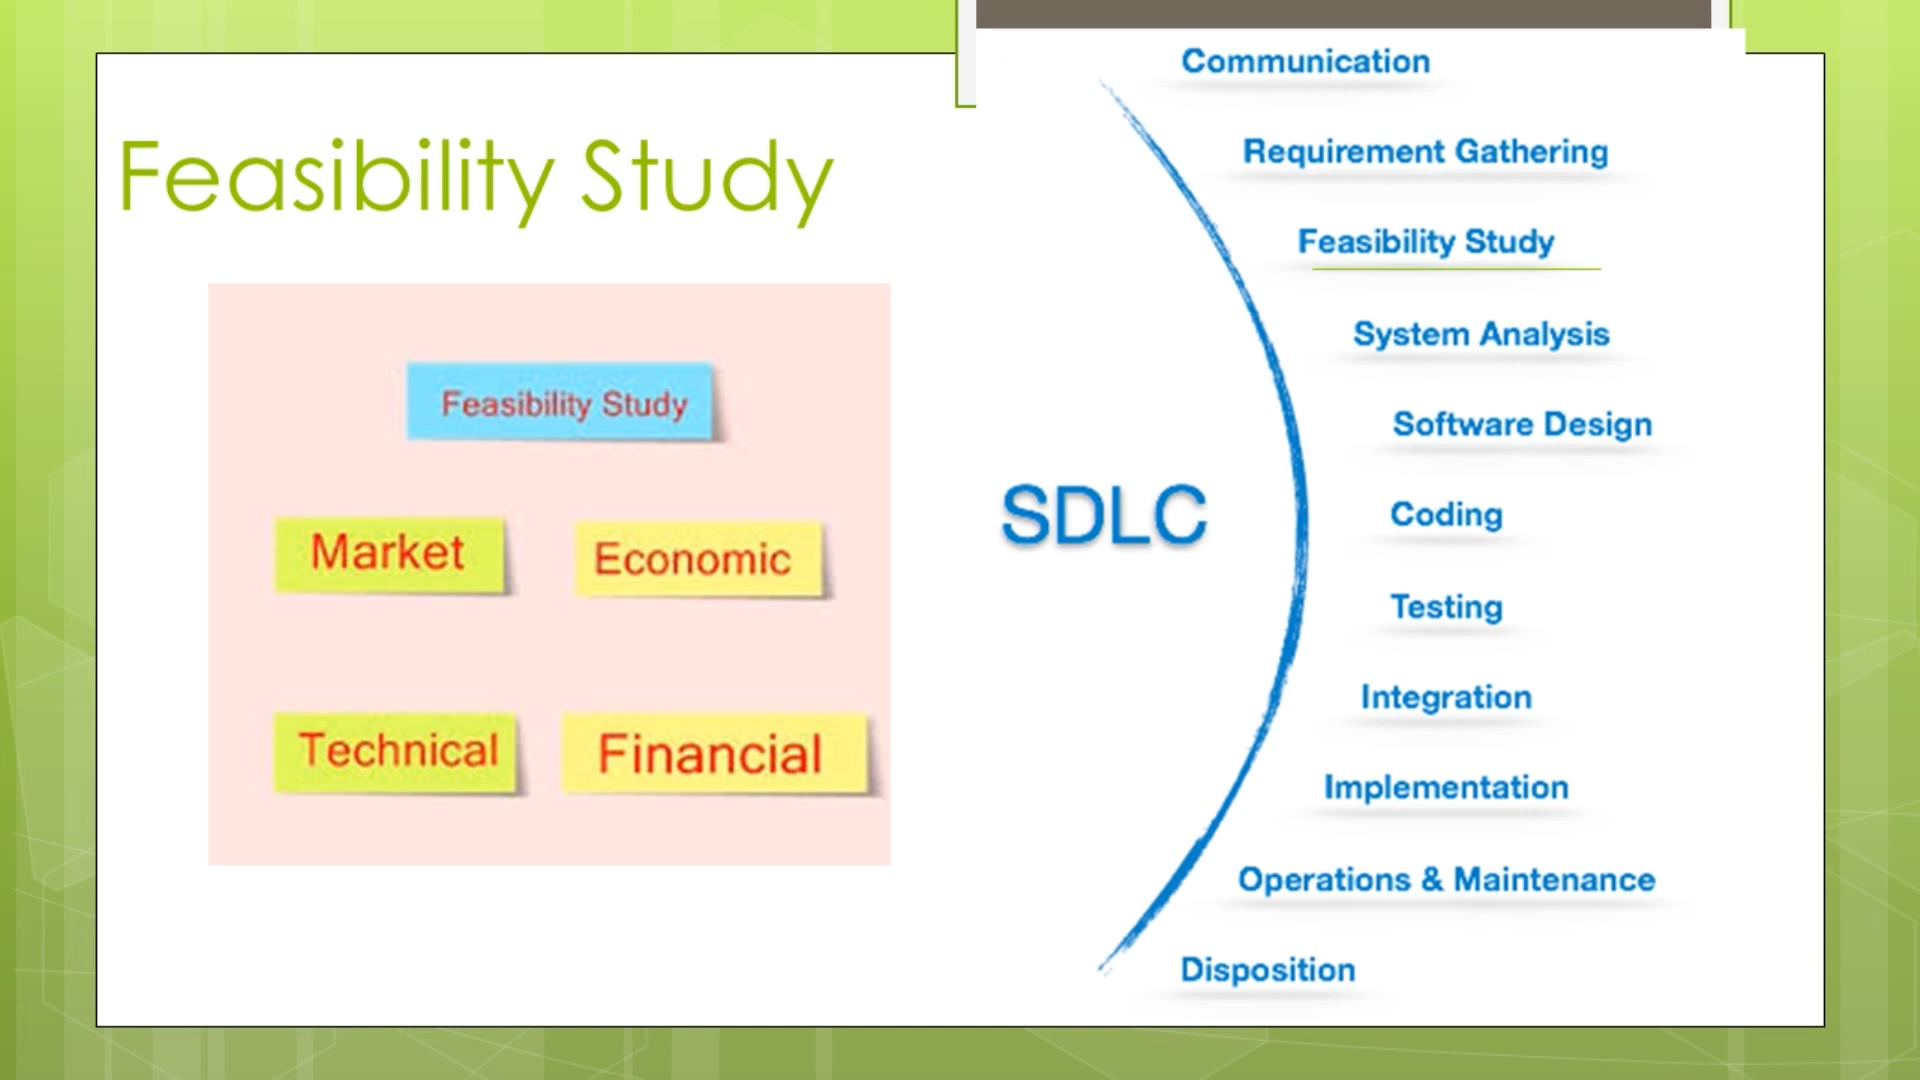 Feasibility Study
Feasibility Study
Market
Economic
Technical
Financial
SDLC
Communication
Requirement Gathering
Feasibility Study
System Analysis
Software Design
Coding
Testing
Integration
Implementation
Operations & Maintenance
Disposition